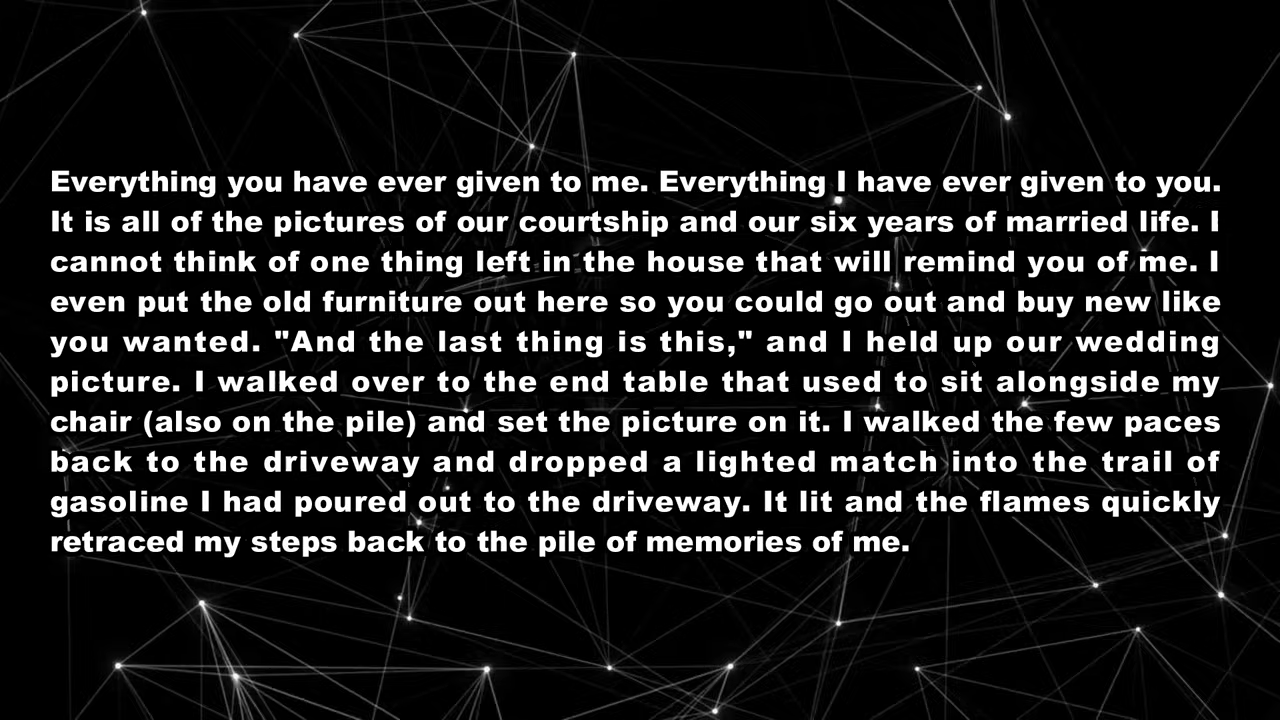 Everything you have ever given to me. Everything I have ever given to you.
It is all of the pictures of our courtship and our six years of married life. I
cannot think of one thing left in the house that will remind you of me. I
even put the old furniture out here so you could go out and buy new like
you wanted. "And the last thing is this," and I held up our wedding
picture. I walked over to the end table that used to sit alongside my
chair (also on the pile) and set the picture on it. I walked the few paces
back to the driveway and dropped a lighted match into the trail of
gasoline I had poured out to the driveway. It lit and the flames quickly
retraced my steps back to the pile of memories of me.